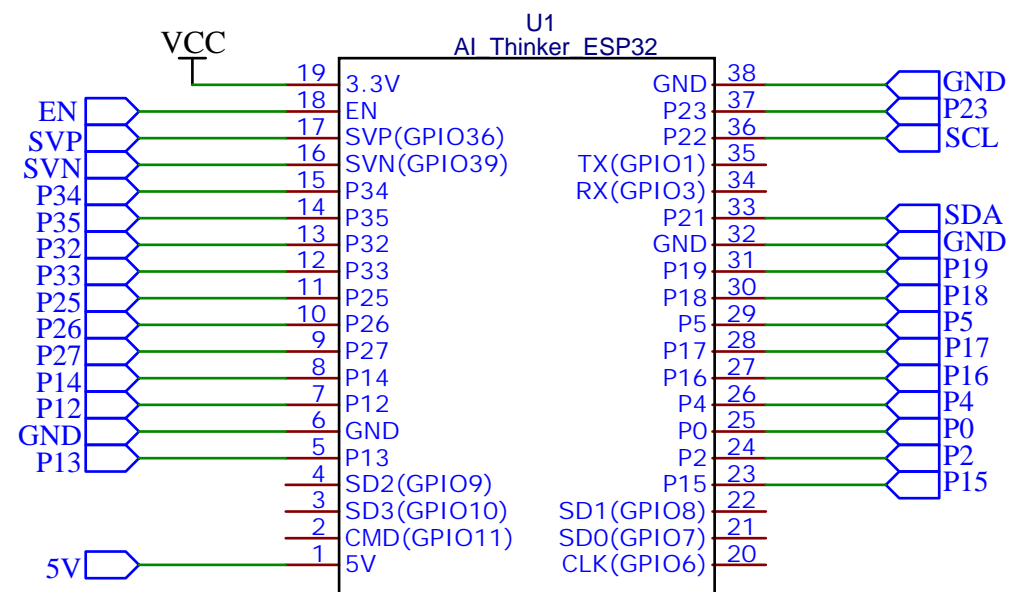 U1
AI_Thinker_ESP32
VCC
19 3.3V GND 38 GND
EN 18 EN P23 37 P23
SVP 17 SVP(GPIO36) P22 36 SCL
SVN 16 SVN(GPIO39) TX(GPIO1) 35
P34 15 P34 RX(GPIO3) 34
P35 14 P35 P21 33 SDA
P32 13 P32 GND 32 GND
P33 12 P33 P19 31 P19
P25 11 P25 P18 30 P18
P26 10 P26 P5 29 P5
P27 9 P27 P17 28 P17
P14 8 P14 P16 27 P16
P12 7 P12 P4 26 P4
GND 6 GND P0 25 P0
P13 5 P13 P2 24 P2
4 SD2(GPIO9) P15 23 P15
3 SD3(GPIO10) SD1(GPIO8) 22
2 CMD(GPIO11) SD0(GPIO7) 21
5V 1 5V CLK(GPIO6) 20